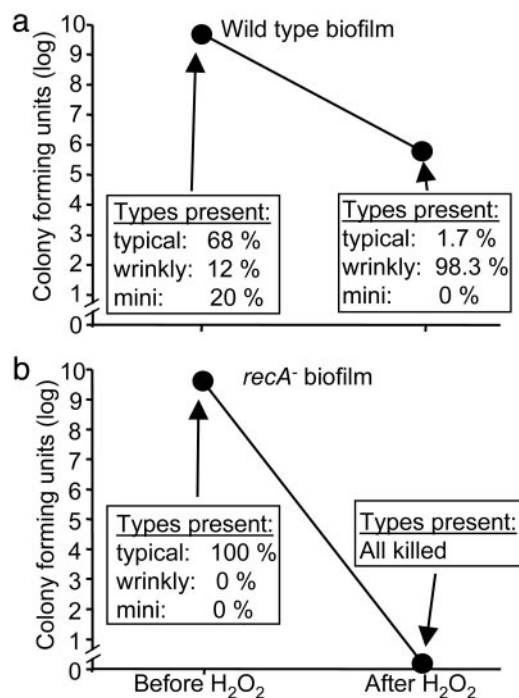 a
Colony forming units (log)
10
9
8
7
6
5
4
3
2
1
0
Wild type biofilm
Types present:
typical: 68 %
wrinkly: 12 %
mini: 20 %
Types present:
typical: 1.7 %
wrinkly: 98.3 %
mini: 0 %
b
Colony forming units (log)
10
9
8
7
6
5
4
3
2
1
0
recA⁻ biofilm
Types present:
typical: 100 %
wrinkly: 0 %
mini: 0 %
Types present:
All killed
Before H₂O₂
After H₂O₂